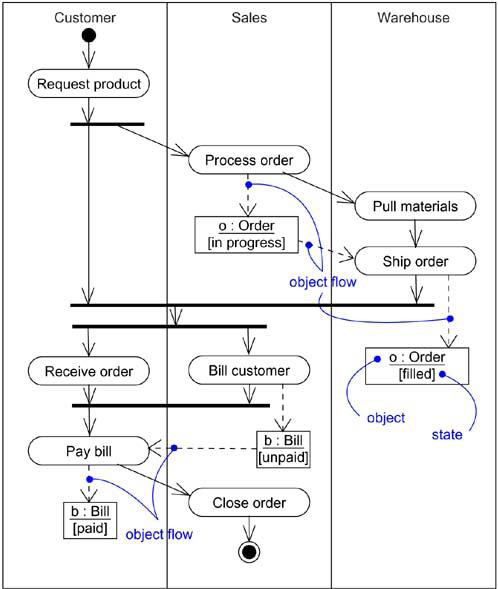 Customer
Sales
Warehouse
Request product
Process order
Pull materials
o : Order
[in progress]
Ship order
object flow
Receive order
Bill customer
o : Order
[filled]
object
state
Pay bill
b : Bill
[unpaid]
Close order
b : Bill
[paid]
object flow